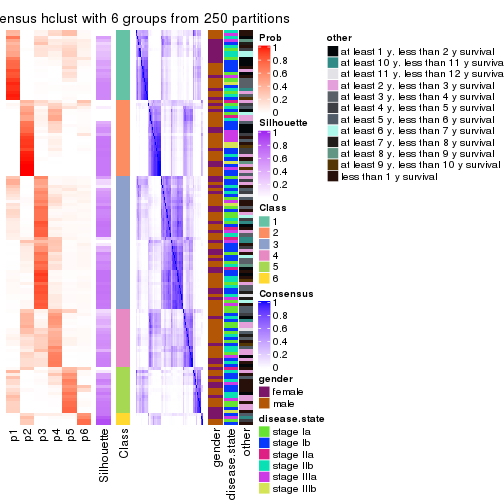 ensus hclust with 6 groups from 250 partitions
Prob
1
0.8
0.6
0.4
0.2
0
Silhouette
1
0.8
0.6
0.4
0.2
0
Class
1
2
3
4
5
6
Consensus
1
0.8
0.6
0.4
0.2
0
gender
female
male
disease.state
stage Ia
stage Ib
stage IIa
stage IIb
stage IIIa
stage IIIb
other
at least 1 y. less than 2 y survival
at least 10 y. less than 11 y survival
at least 11 y. less than 12 y surviva
at least 2 y. less than 3 y survival
at least 3 y. less than 4 y survival
at least 4 y. less than 5 y survival
at least 5 y. less than 6 y survival
at least 6 y. less than 7 y survival
at least 7 y. less than 8 y survival
at least 8 y. less than 9 y survival
at least 9 y. less than 10 y survival
less than 1 y survival
p1
p2
p3
p4
p5
p6
Silhouette
Class
gender
disease.state
other